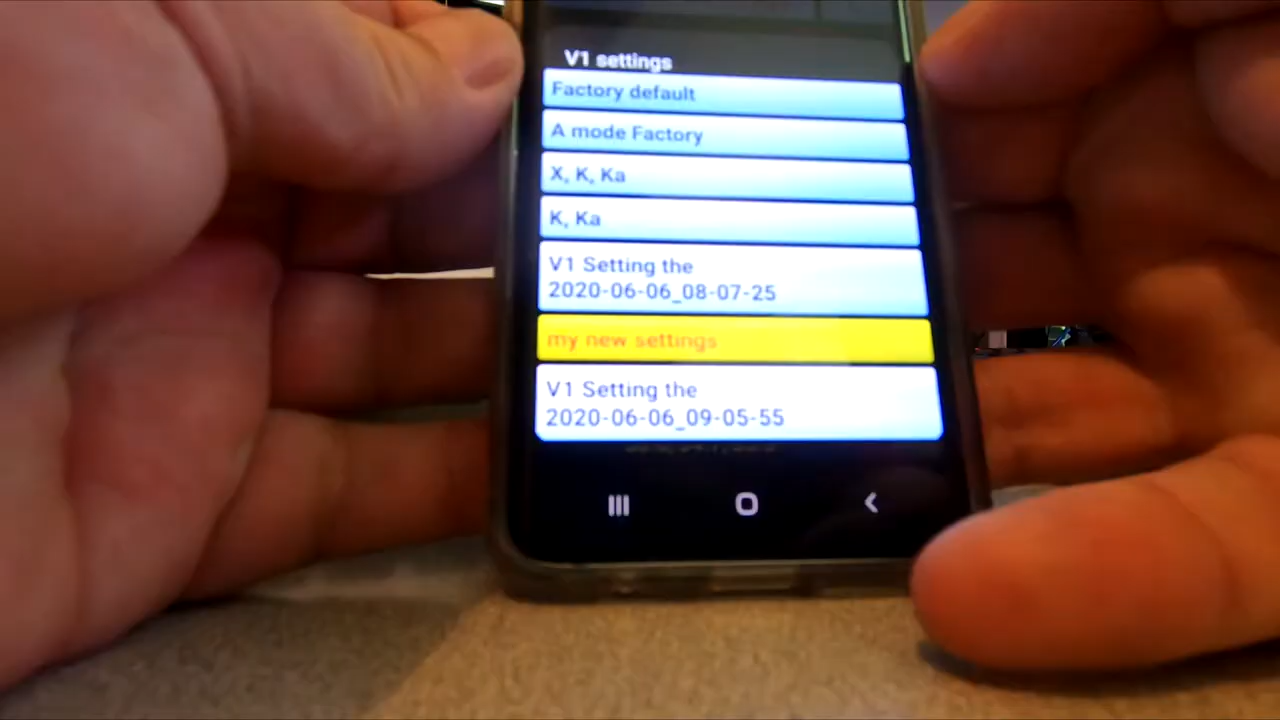 V1 settings
Factory default
A mode Factory
X, K, Ka
K, Ka
V1 Setting the
2020-06-06_08-07-25
my new settings
V1 Setting the
2020-06-06_09-05-55